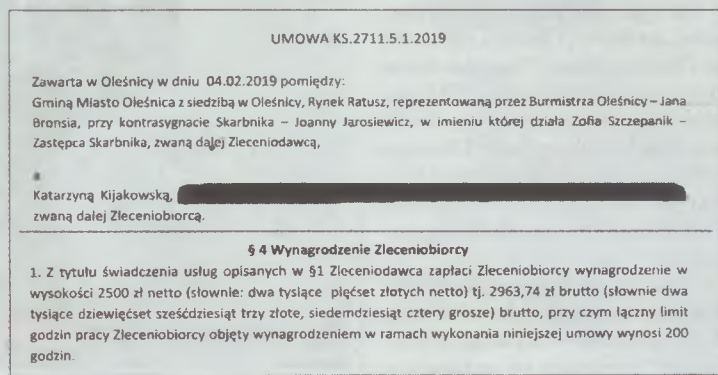 UMOWA KS.2711.5.1.2019
Zawarta w Oleśnicy w dniu 04.02.2019 pomiędzy:
Gminą Miasto Oleśnica z siedzibą w Oleśnicy, Rynek Ratusz, reprezentowaną przez Burmistrza Oleśnicy – Jana
Bronsia, przy kontrasygnacie Skarbnika – Joanny Jarosiewicz, w imieniu której działa Zofia Szczepanik –
Zastępca Skarbnika, zwaną dalej Zleceniodawcą,
a
Katarzyną Kijakowską,
zwaną dalej Zleceniobiorcą.
§ 4 Wynagrodzenie Zleceniobiorcy
1. Z tytułu świadczenia usług opisanych w §1 Zleceniodawca zapłaci Zleceniobiorcy wynagrodzenie w
wysokości 2500 zł netto (słownie: dwa tysiące pięćset złotych netto) tj. 2963,74 zł brutto (słownie dwa
tysiące dziewięćset sześćdziesiąt trzy złote, siedemdziesiąt cztery grosze) brutto, przy czym łączny limit
godzin pracy Zleceniobiorcy objęty wynagrodzeniem w ramach wykonania niniejszej umowy wynosi 200
godzin.